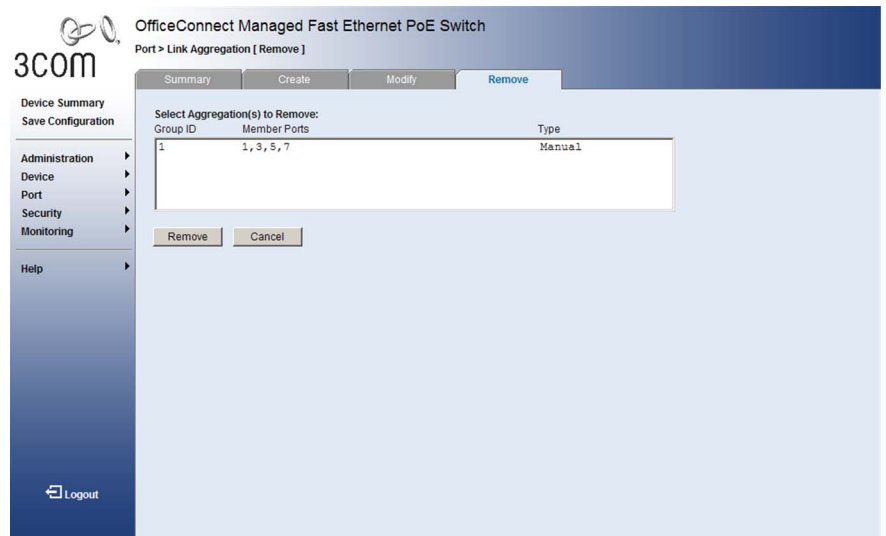 3COM
OfficeConnect Managed Fast Ethernet PoE Switch
Port > Link Aggregation [ Remove ]
Summary Create Modify Remove
Device Summary
Save Configuration
Administration
Device
Port
Security
Monitoring
Help
Logout
Select Aggregation(s) to Remove:
Group ID Member Ports Type
1 1,3,5,7 Manual
Remove Cancel